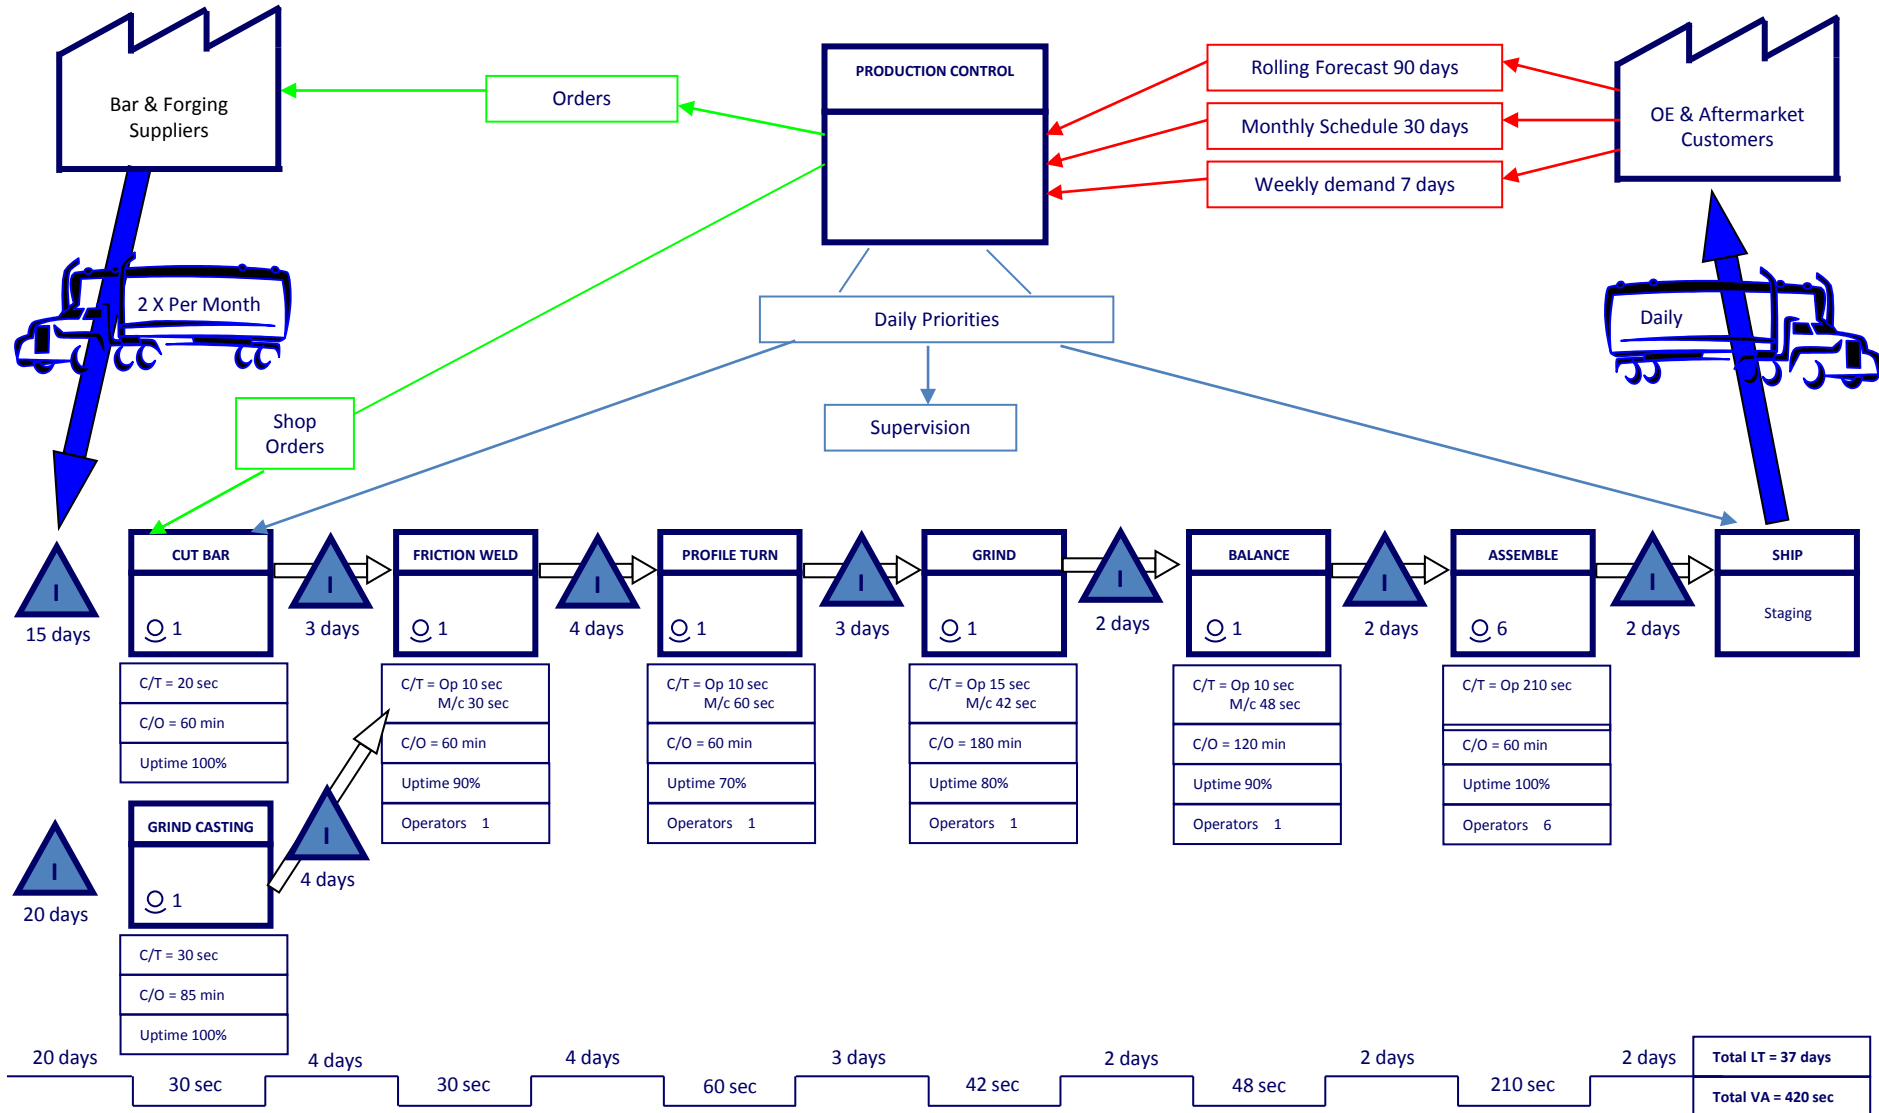 Bar & Forging
Suppliers
Orders
PRODUCTION CONTROL
Rolling Forecast 90 days
Monthly Schedule 30 days
Weekly demand 7 days
OE & Aftermarket
Customers
2 X Per Month
Daily Priorities
Daily
Shop
Orders
Supervision
I
15 days
CUT BAR
1
I
3 days
FRICTION WELD
1
I
4 days
PROFILE TURN
1
I
3 days
GRIND
1
I
2 days
BALANCE
1
I
2 days
ASSEMBLE
6
I
2 days
SHIP
Staging
C/T = 20 sec
C/O = 60 min
Uptime 100%
C/T = Op 10 sec
M/c 30 sec
C/O = 60 min
Uptime 90%
Operators 1
C/T = Op 10 sec
M/c 60 sec
C/O = 60 min
Uptime 70%
Operators 1
C/T = Op 15 sec
M/c 42 sec
C/O = 180 min
Uptime 80%
Operators 1
C/T = Op 10 sec
M/c 48 sec
C/O = 120 min
Uptime 90%
Operators 1
C/T = Op 210 sec
C/O = 60 min
Uptime 100%
Operators 6
I
20 days
GRIND CASTING
1
I
4 days
C/T = 30 sec
C/O = 85 min
Uptime 100%
20 days
30 sec
4 days
30 sec
4 days
60 sec
3 days
42 sec
2 days
48 sec
2 days
210 sec
2 days
Total LT = 37 days
Total VA = 420 sec